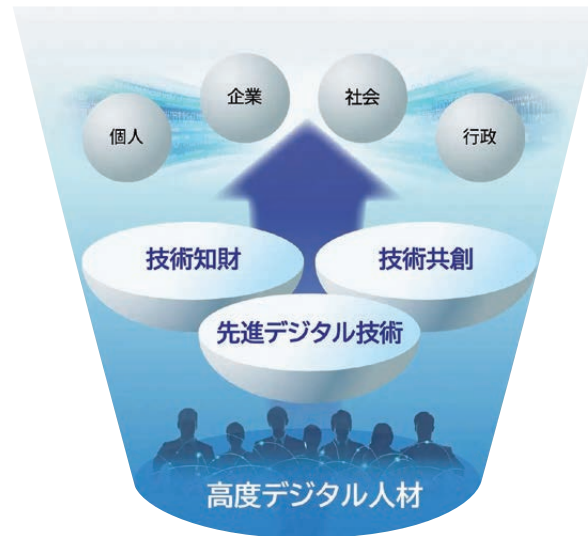 企業
社会
個人
行政
技術知財
技術共創
先進デジタル技術
高度デジタル人材